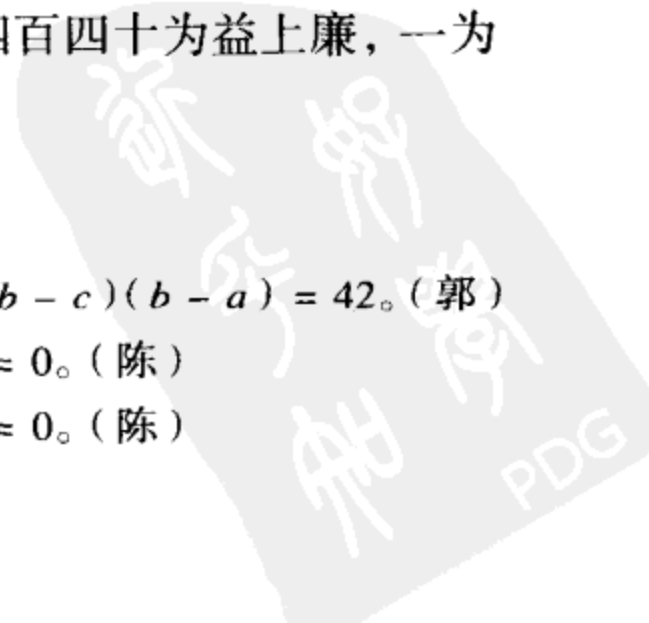 百四十为益上廉，一为
b - c)(b - a) = 42。(郭)
= 0。(陈)
= 0。(陈)
PDG